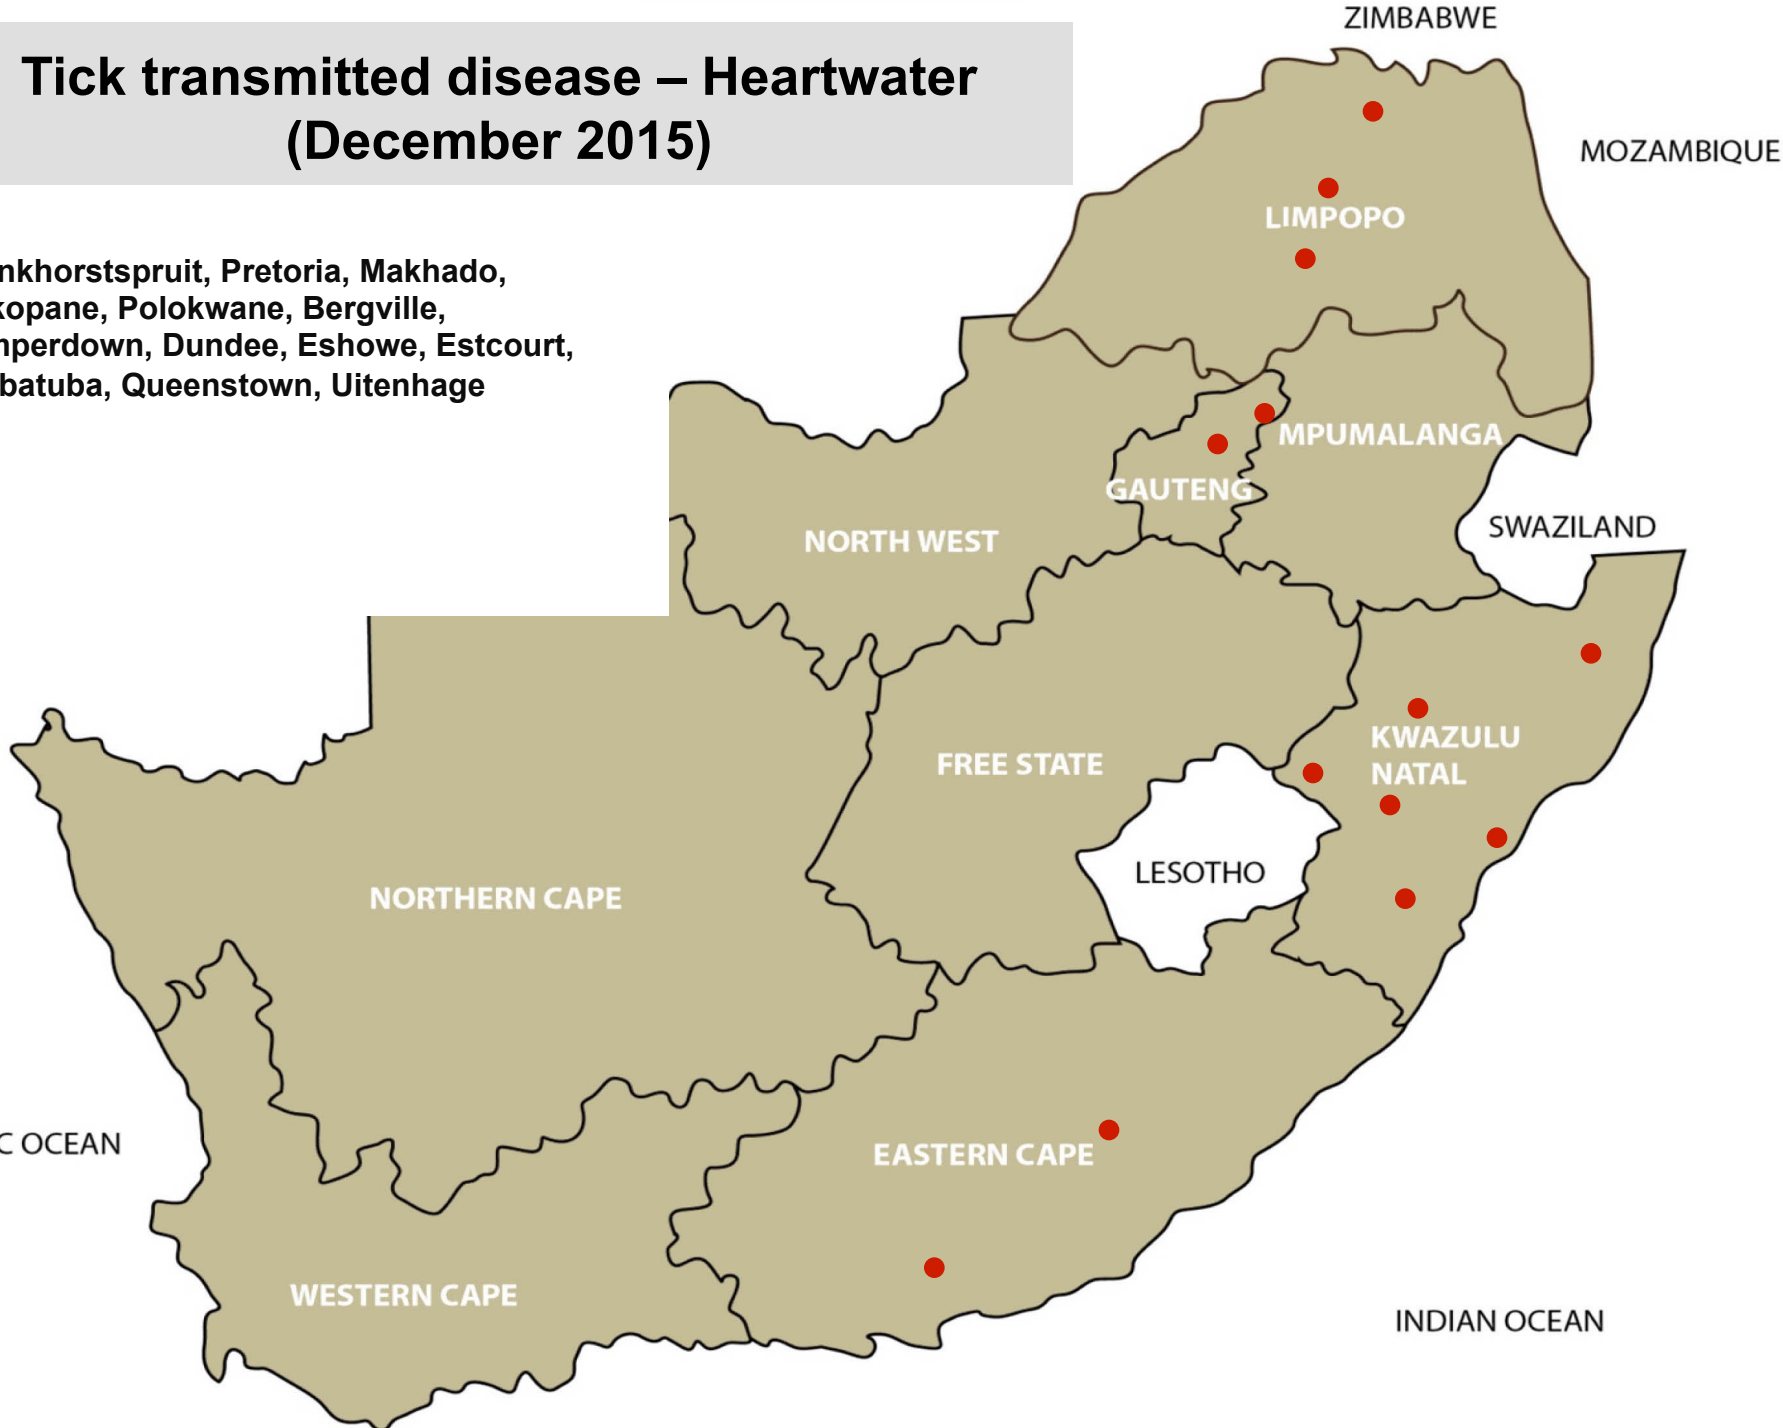 Tick transmitted disease – Heartwater
(December 2015)
nkhorstspruit, Pretoria, Makhado,
kopane, Polokwane, Bergville,
mperdown, Dundee, Eshowe, Estcourt,
batuba, Queenstown, Uitenhage
ZIMBABWE
MOZAMBIQUE
LIMPOPO
MPUMALANGA
GAUTENG
SWAZILAND
NORTH WEST
KWAZULU
NATAL
FREE STATE
LESOTHO
NORTHERN CAPE
C OCEAN
EASTERN CAPE
WESTERN CAPE
INDIAN OCEAN